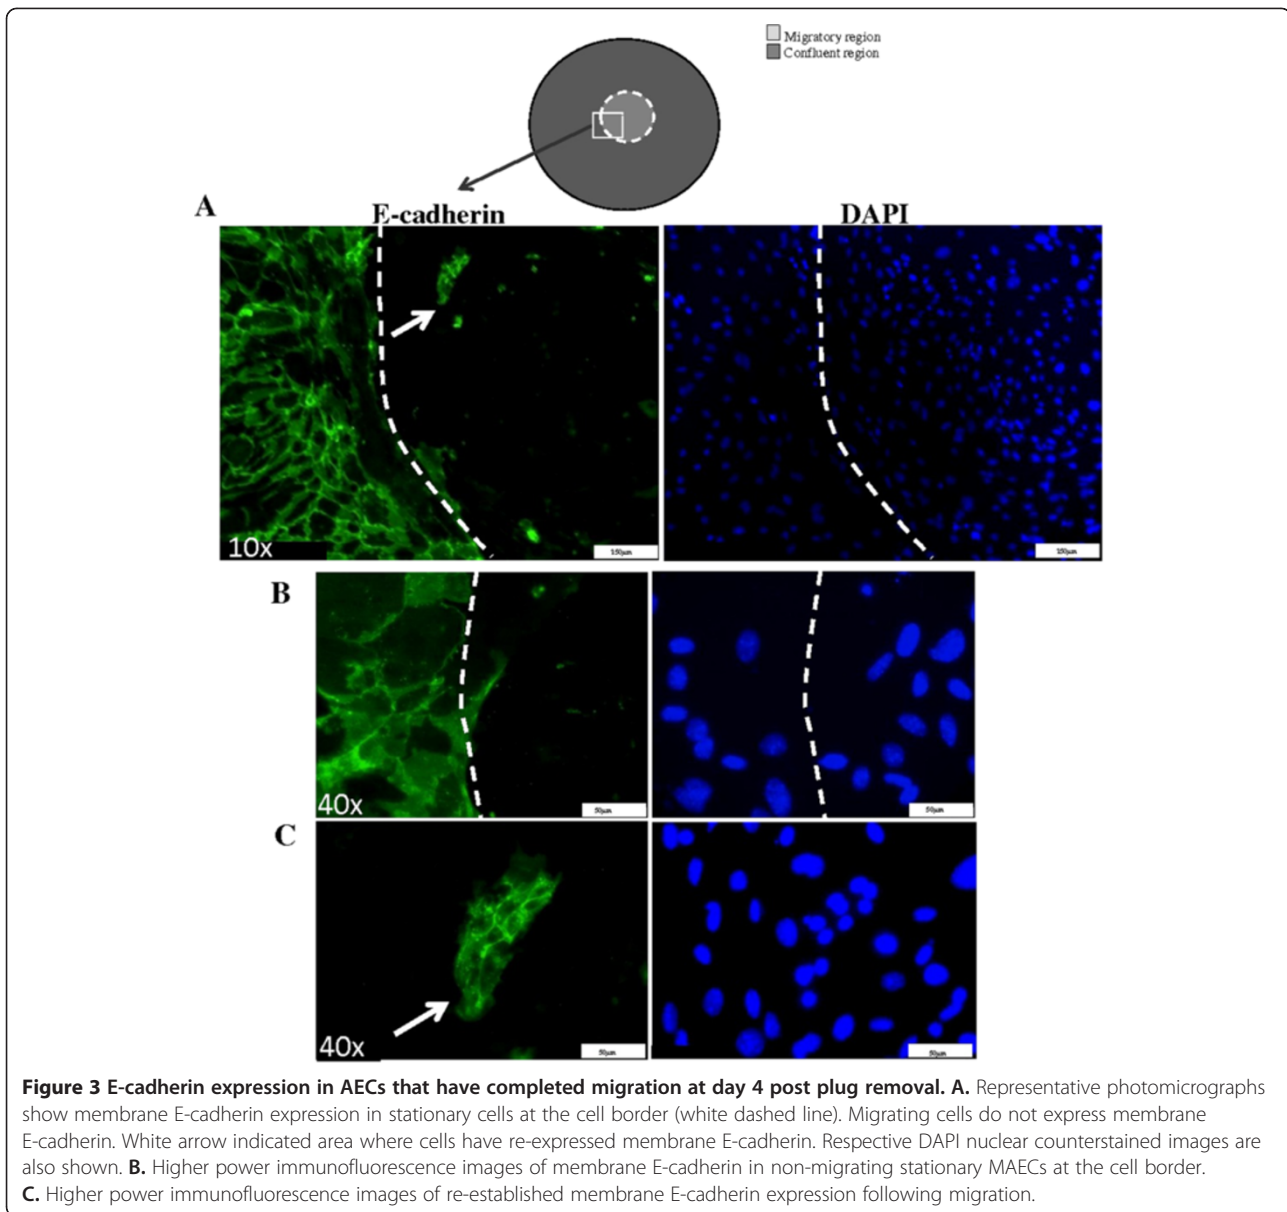 Migratory region
Confluent region
A
E-cadherin
DAPI
10x
150µm
150µm
B
40x
50µm
50µm
C
40x
50µm
50µm
Figure 3 E-cadherin expression in AECs that have completed migration at day 4 post plug removal. A. Representative photomicrographs
show membrane E-cadherin expression in stationary cells at the cell border (white dashed line). Migrating cells do not express membrane
E-cadherin. White arrow indicated area where cells have re-expressed membrane E-cadherin. Respective DAPI nuclear counterstained images are
also shown. B. Higher power immunofluorescence images of membrane E-cadherin in non-migrating stationary MAECs at the cell border.
C. Higher power immunofluorescence images of re-established membrane E-cadherin expression following migration.